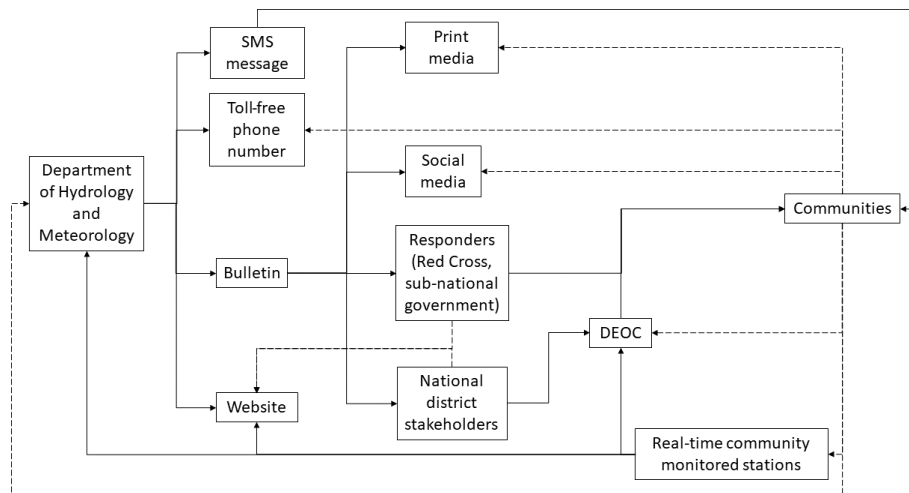 SMS
message
Print
media
Toll-free
phone
number
Department
of Hydrology
and
Meteorology
Social
media
Communities
Responders
(Red Cross,
sub-national
government)
Bulletin
DEOC
National
district
stakeholders
Website
Real-time community
monitored stations